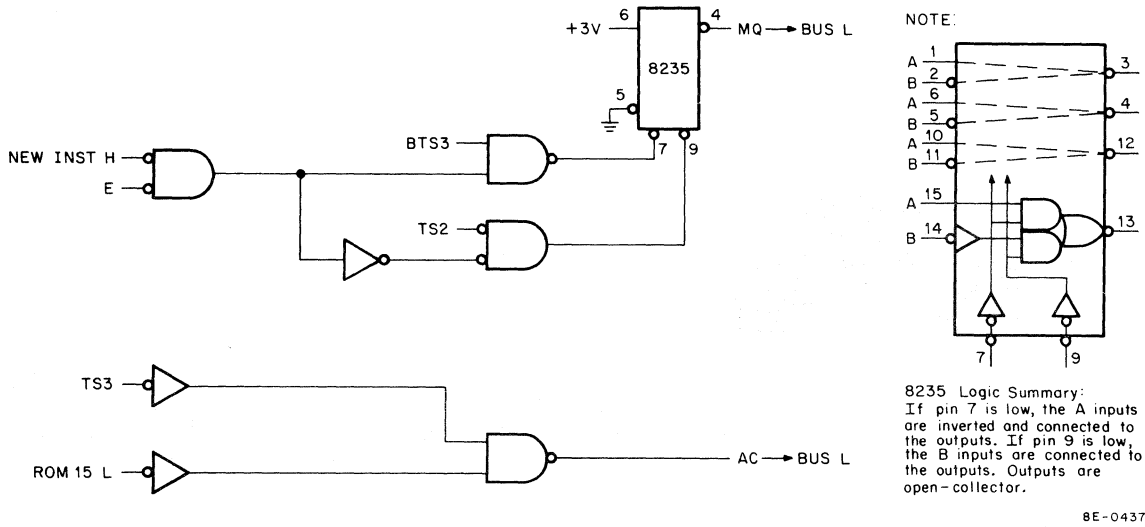 +3V
6
4
MQ → BUS L
8235
5
7
9
NEW INST H
E
BTS3
TS2
TS3
ROM 15 L
AC → BUS L
NOTE:
A 1
B 2
3
A 6
B 5
4
A 10
B 11
12
A 15
B 14
13
7
9
8235 Logic Summary:
If pin 7 is low, the A inputs
are inverted and connected to
the outputs. If pin 9 is low,
the B inputs are connected to
the outputs. Outputs are
open-collector.
8E-0437